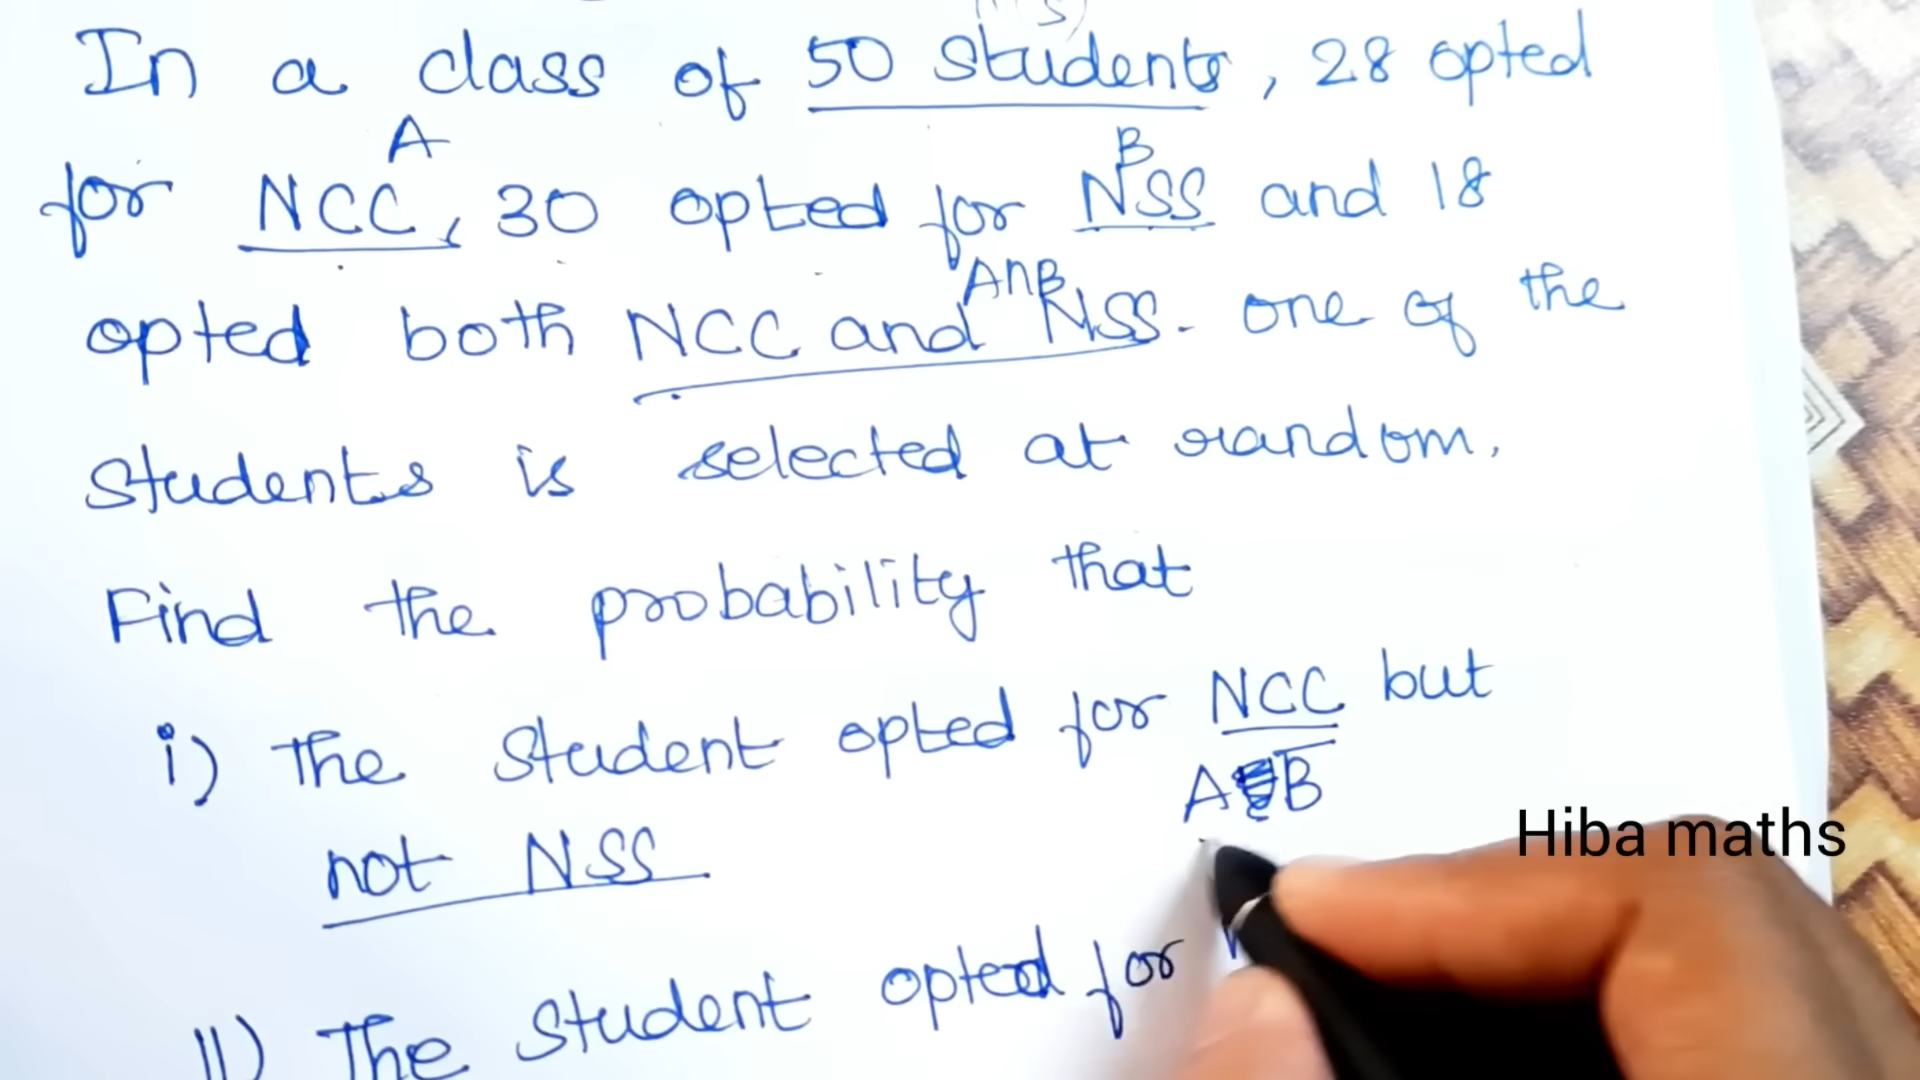 In a class of 50 students, 28 opted
A
B
for NCC, 30 opted for NSS and 18
A∩B
opted both NCC and NSS. one of the
students is selected at random.
Find the probability that
i) The student opted for NCC but
A B̅
not NSS
Hiba maths
II) The student opted for